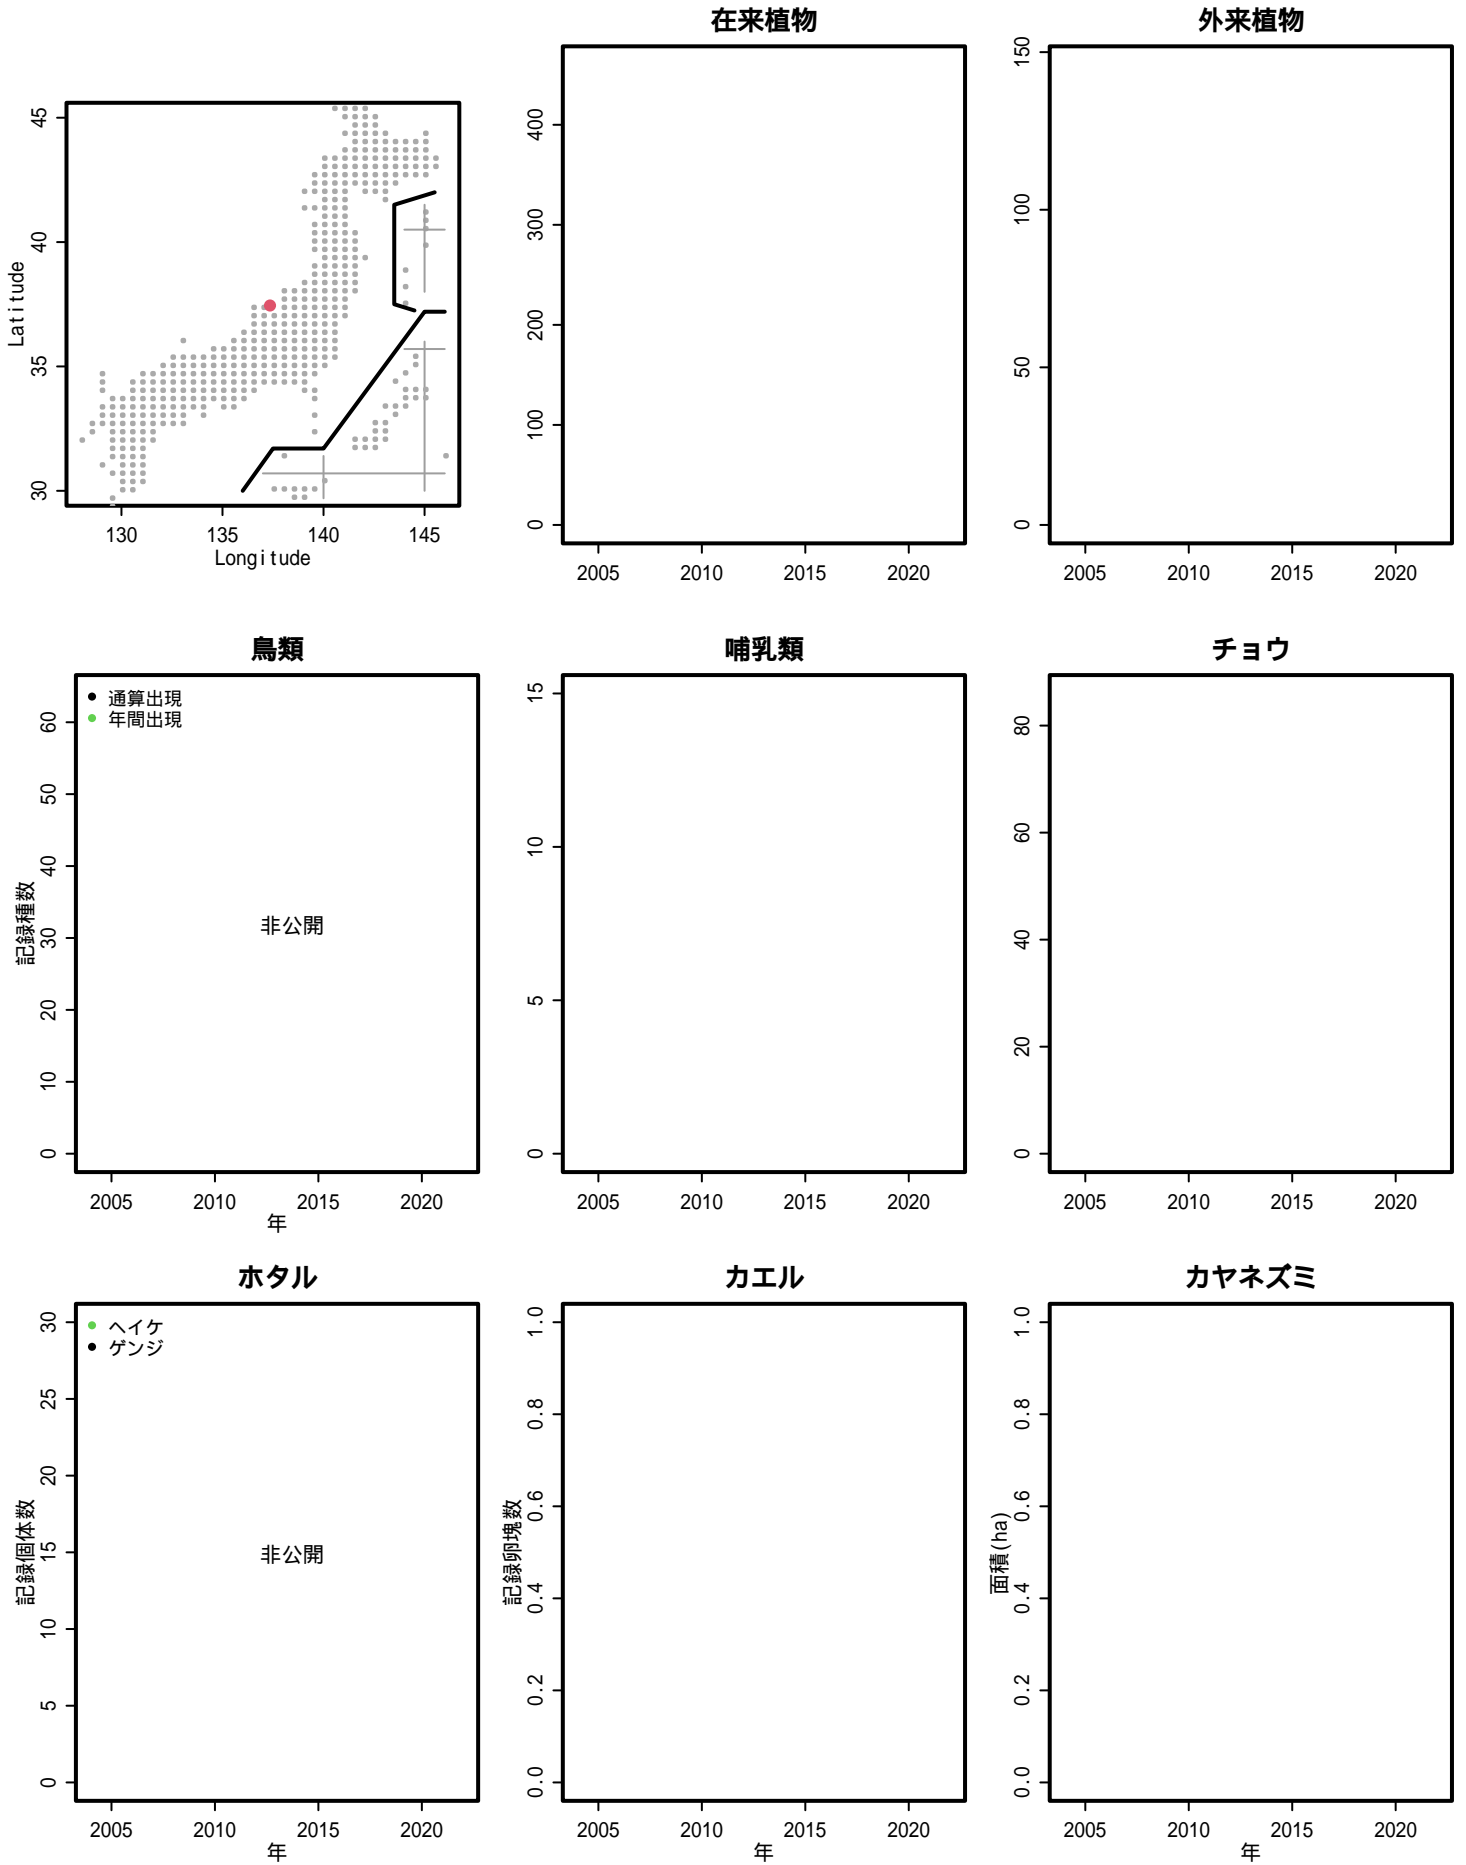 在来植物
外来植物
45
40
35
30
Latitude
130 135 140 145
Longitude
400
300
200
100
0
2005 2010 2015 2020
150
100
50
0
2005 2010 2015 2020
鳥類
哺乳類
チョウ
通算出現
年間出現
非公開
60
50
40
30
20
10
0
記録種数
2005 2010 2015 2020
年
15
10
5
0
2005 2010 2015 2020
80
60
40
20
0
2005 2010 2015 2020
ホタル
カエル
カヤネズミ
ヘイケ
ゲンジ
非公開
30
25
20
15
10
5
0
記録個体数
2005 2010 2015 2020
年
1.0
0.8
0.6
0.4
0.2
0.0
記録卵塊数
2005 2010 2015 2020
年
1.0
0.8
0.6
0.4
0.2
0.0
面積(ha)
2005 2010 2015 2020
年